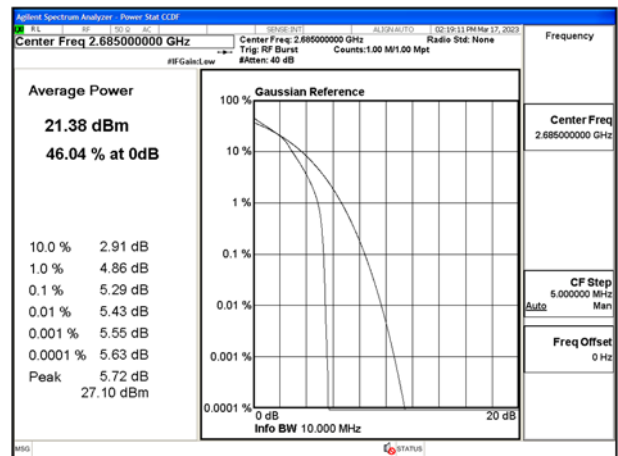 Agilent Spectrum Analyzer - Power Stat CCDF
RL RF 50 Ω AC SENSE:INT ALIGN AUTO 02:19:11 PM Mar 17, 2023
Center Freq 2.685000000 GHz
Center Freq: 2.685000000 GHz Radio Std: None
Trig: RF Burst Counts:1.00 M/1.00 Mpt
#IFGain:Low #Atten: 40 dB
Frequency
Average Power
21.38 dBm
46.04 % at 0dB
10.0 % 2.91 dB
1.0 % 4.86 dB
0.1 % 5.29 dB
0.01 % 5.43 dB
0.001 % 5.55 dB
0.0001 % 5.63 dB
Peak 5.72 dB
27.10 dBm
Gaussian Reference
100 %
10 %
1 %
0.1 %
0.01 %
0.001 %
0.0001 %
0 dB 20 dB
Info BW 10.000 MHz
Center Freq
2.685000000 GHz
CF Step
5.000000 MHz
Auto Man
Freq Offset
0 Hz
MSG STATUS